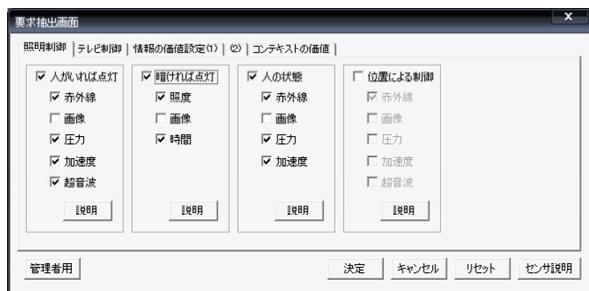 要求抽出画面
照明制御 テレビ制御 情報の価値設定(1) (2) コンテキストの価値
人がいれば点灯 暗ければ点灯 人の状態 位置による制御
赤外線 照度 赤外線 赤外線
画像 画像 画像 画像
圧力 時間 圧力 圧力
加速度 加速度 加速度
超音波 超音波
説明 説明 説明 説明
管理者用 決定 キャンセル リセット センサ説明